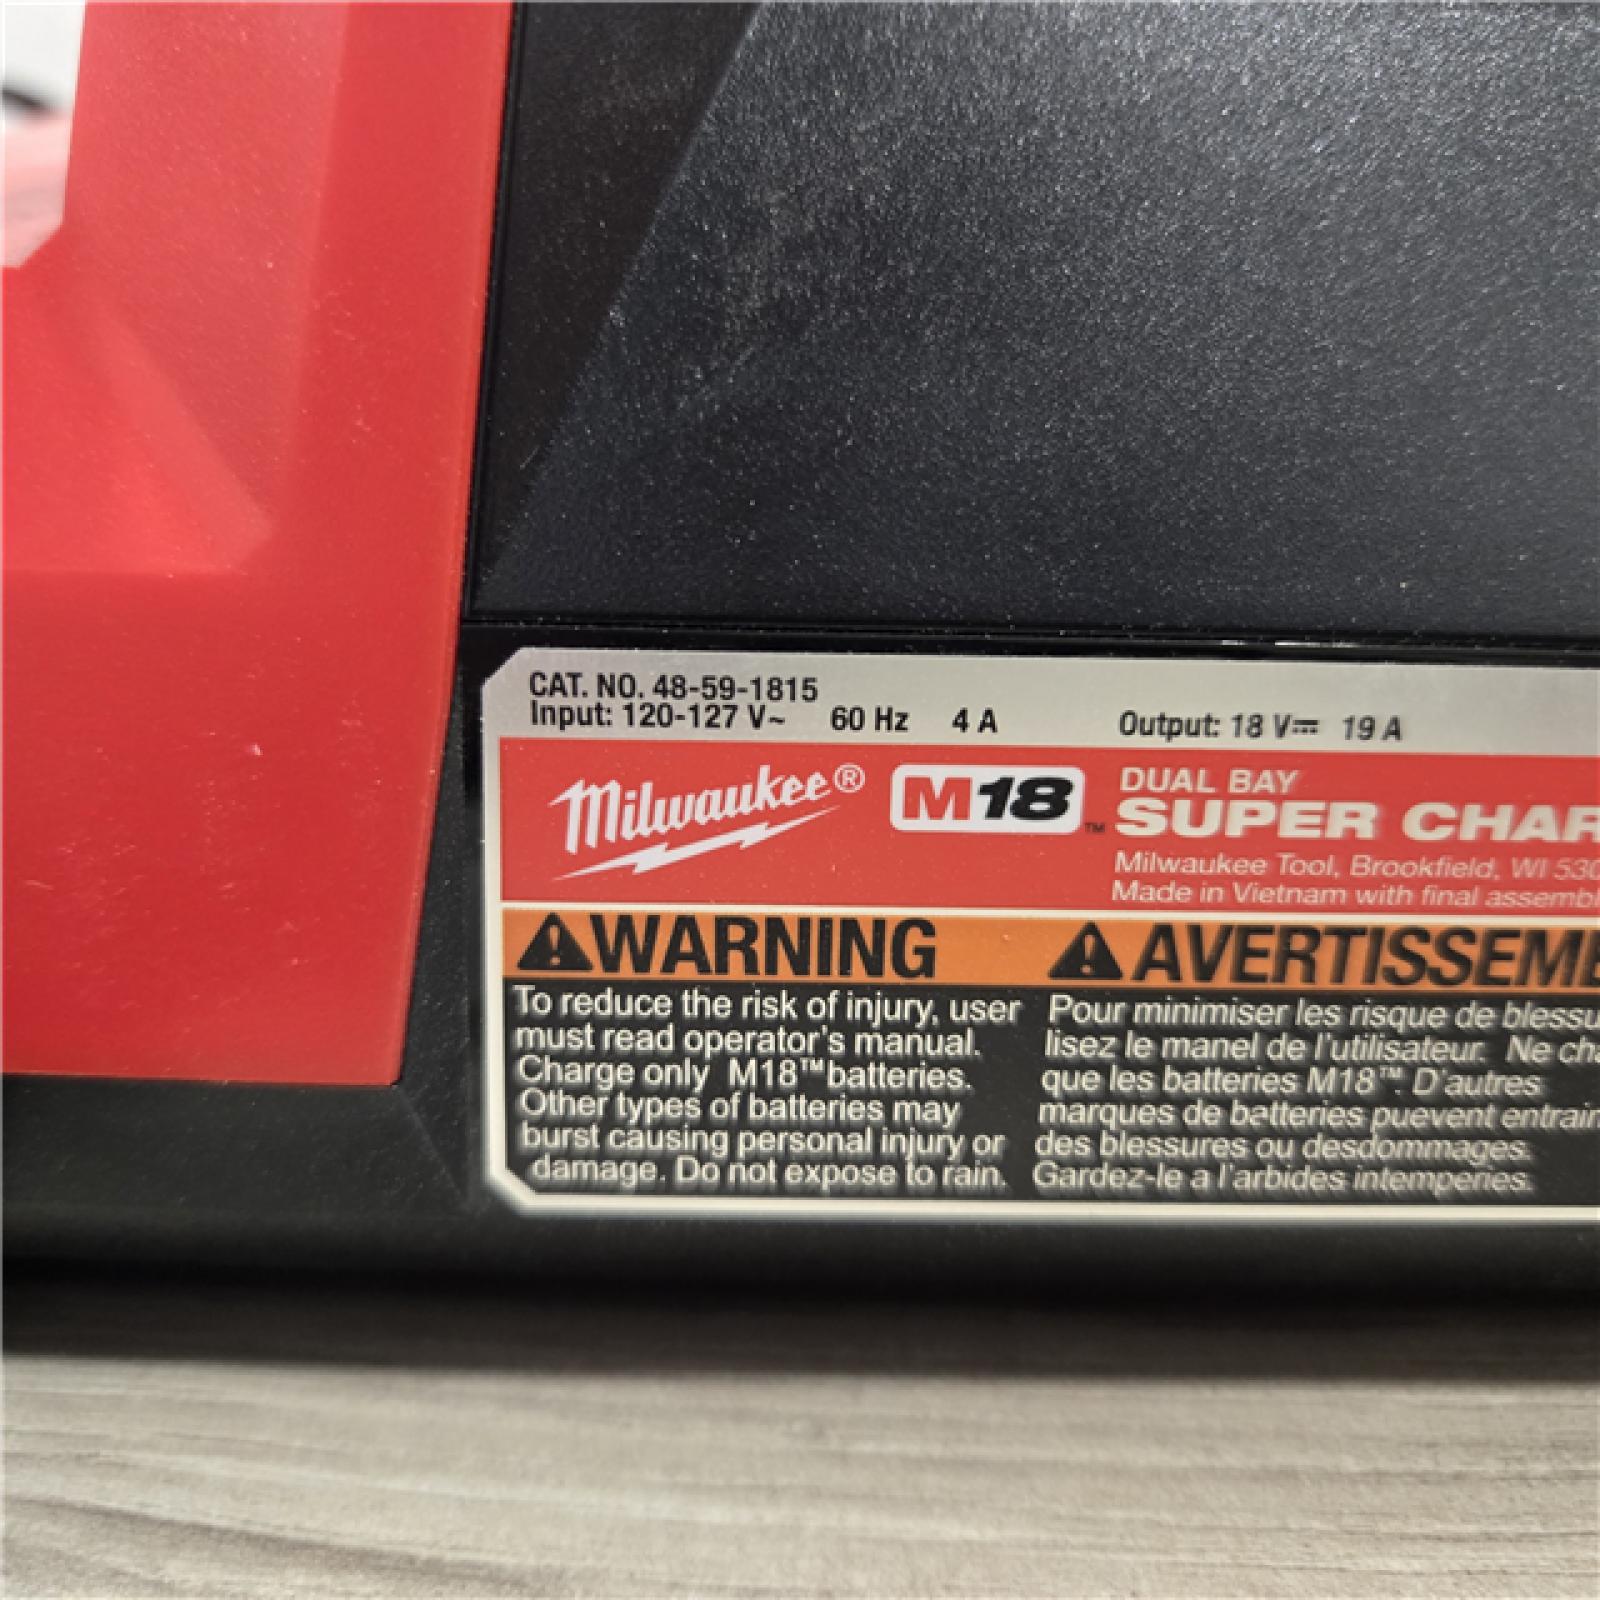 CAT. NO. 48-59-1815
Input: 120-127 V~ 60 Hz 4 A Output: 18 V⎓ 19 A
Milwaukee® M18™
DUAL BAY
SUPER CHAR
Milwaukee Tool, Brookfield, WI 530
Made in Vietnam with final assembl
⚠WARNING
To reduce the risk of injury, user
must read operator's manual.
Charge only M18™ batteries.
Other types of batteries may
burst causing personal injury or
damage. Do not expose to rain.
⚠AVERTISSEME
Pour minimiser les risque de blessu
lisez le manel de l'utilisateur. Ne cha
que les batteries M18™. D'autres
marques de batteries puevent entrain
des blessures ou desdommages.
Gardez-le a l'arbides intemperies.